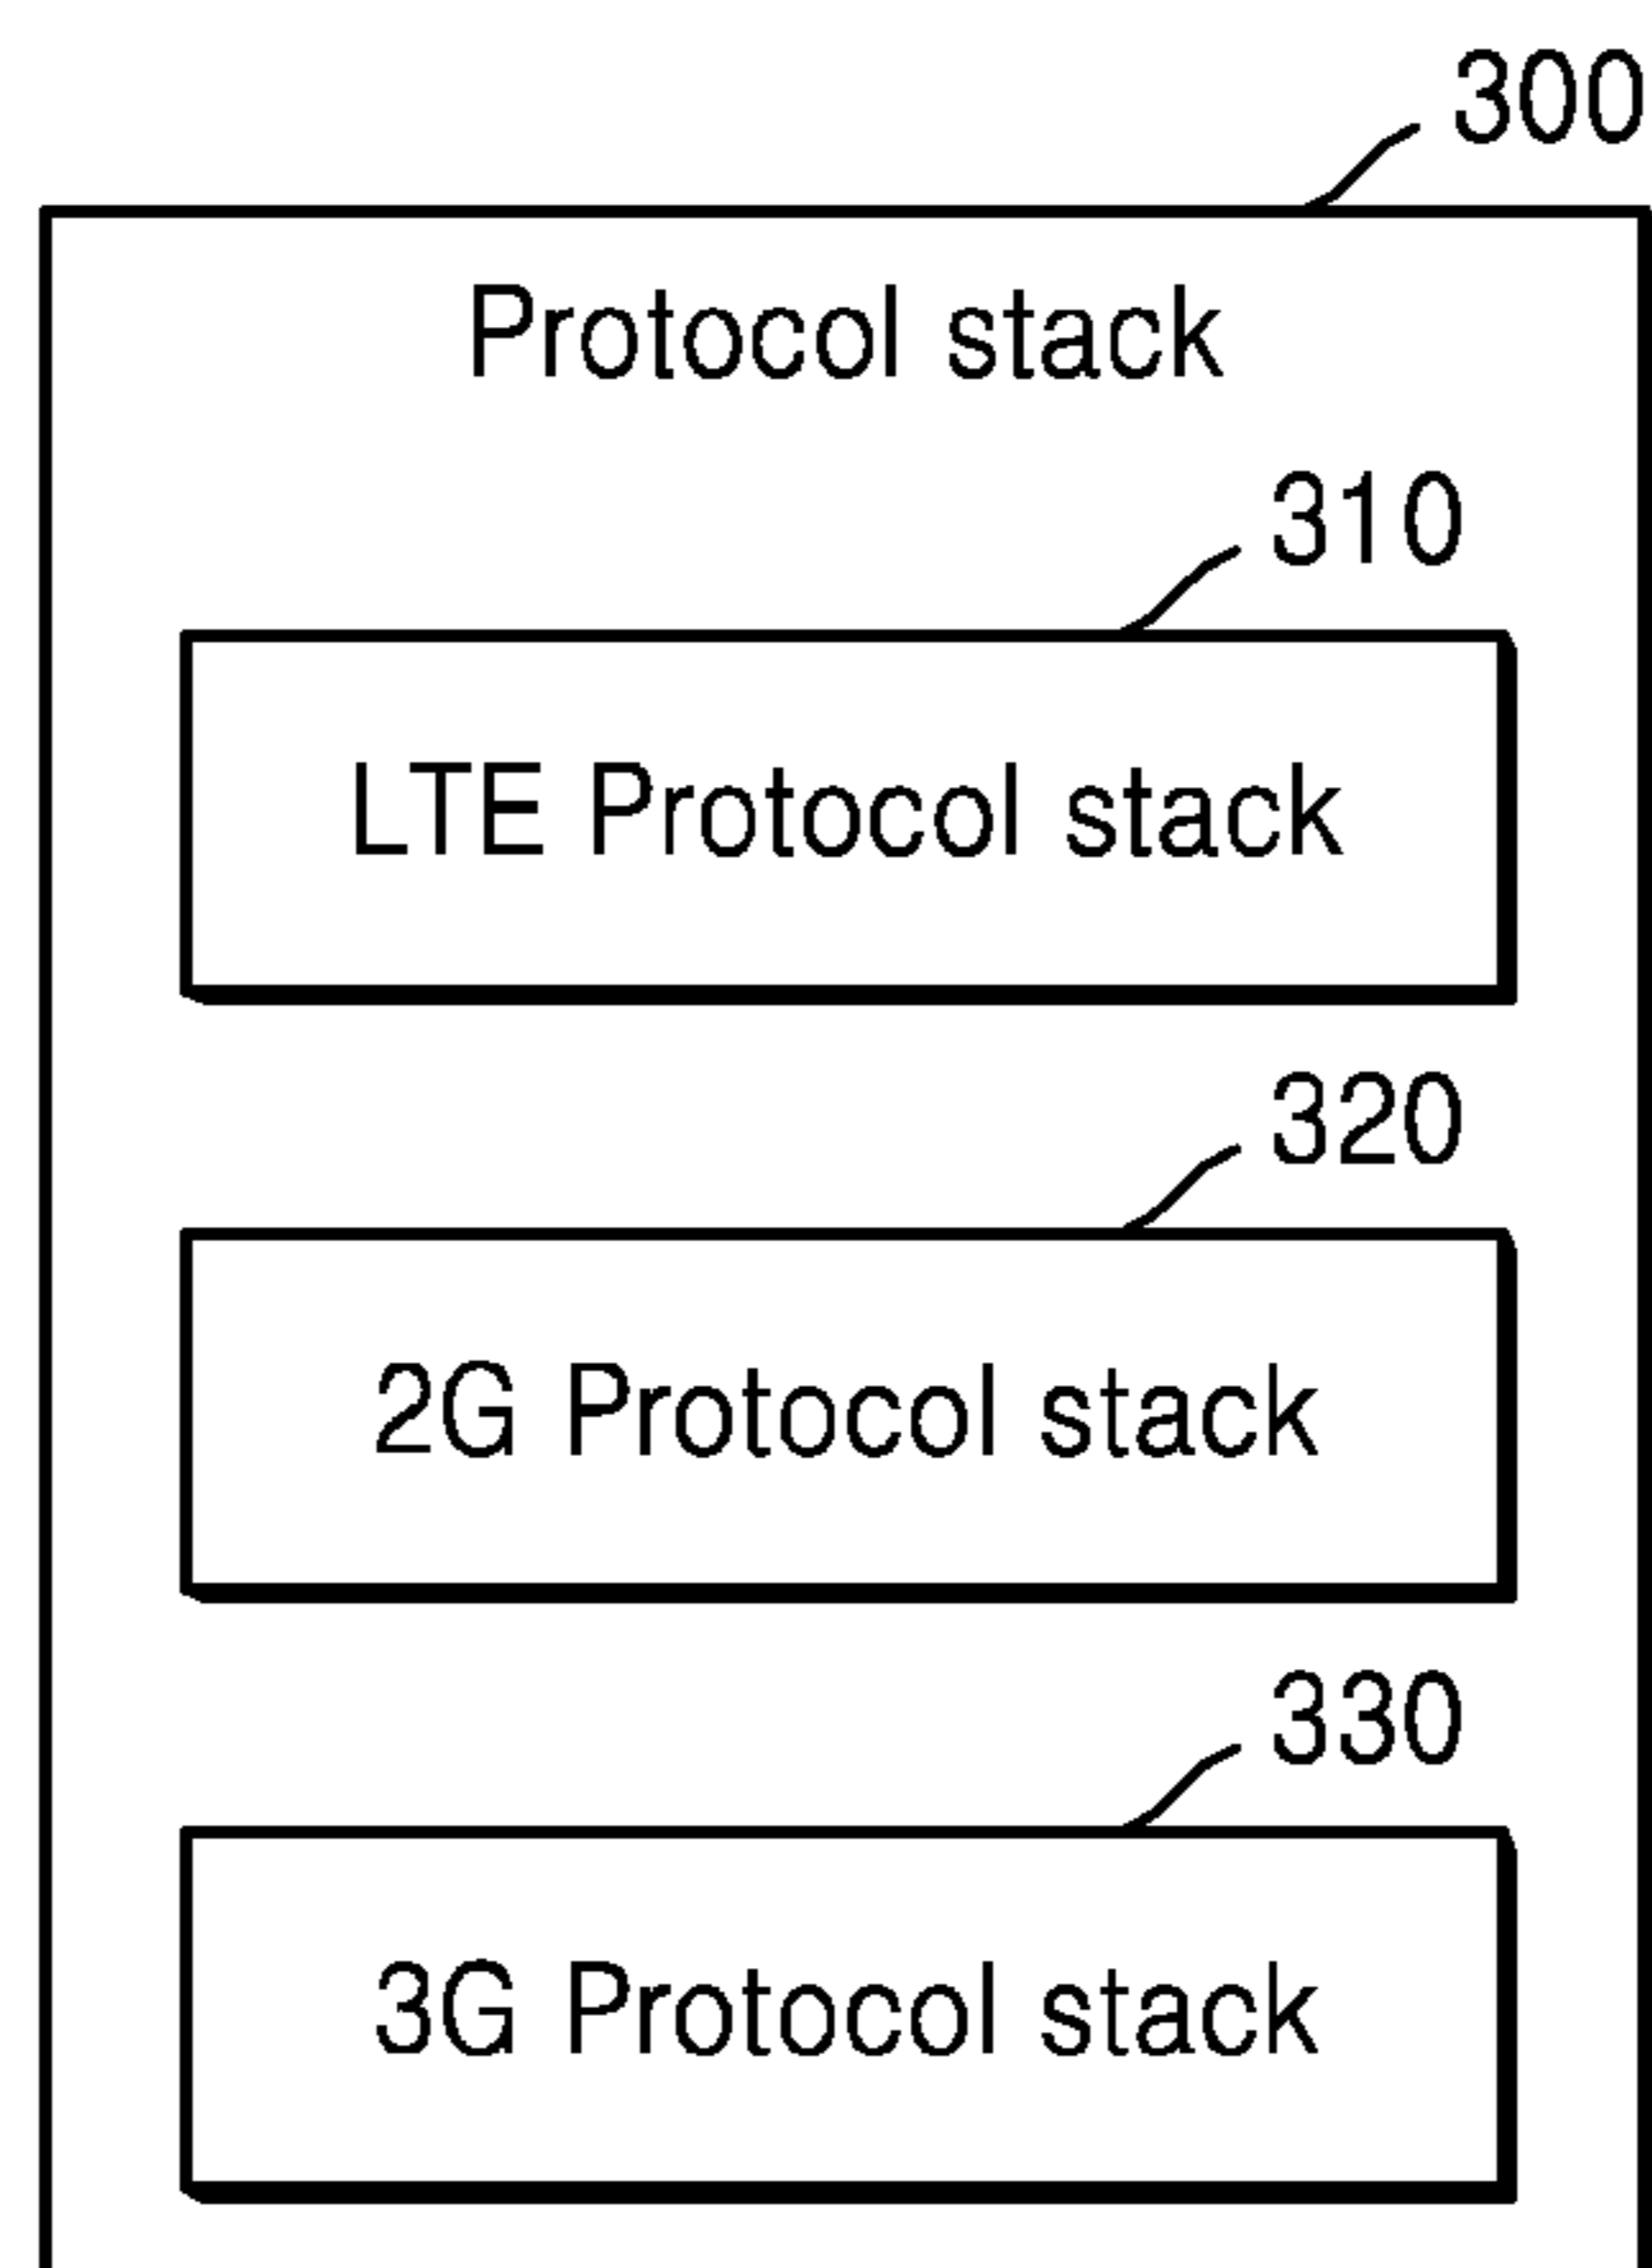 300
Protocol stack
310
LTE Protocol stack
320
2G Protocol stack
330
3G Protocol stack